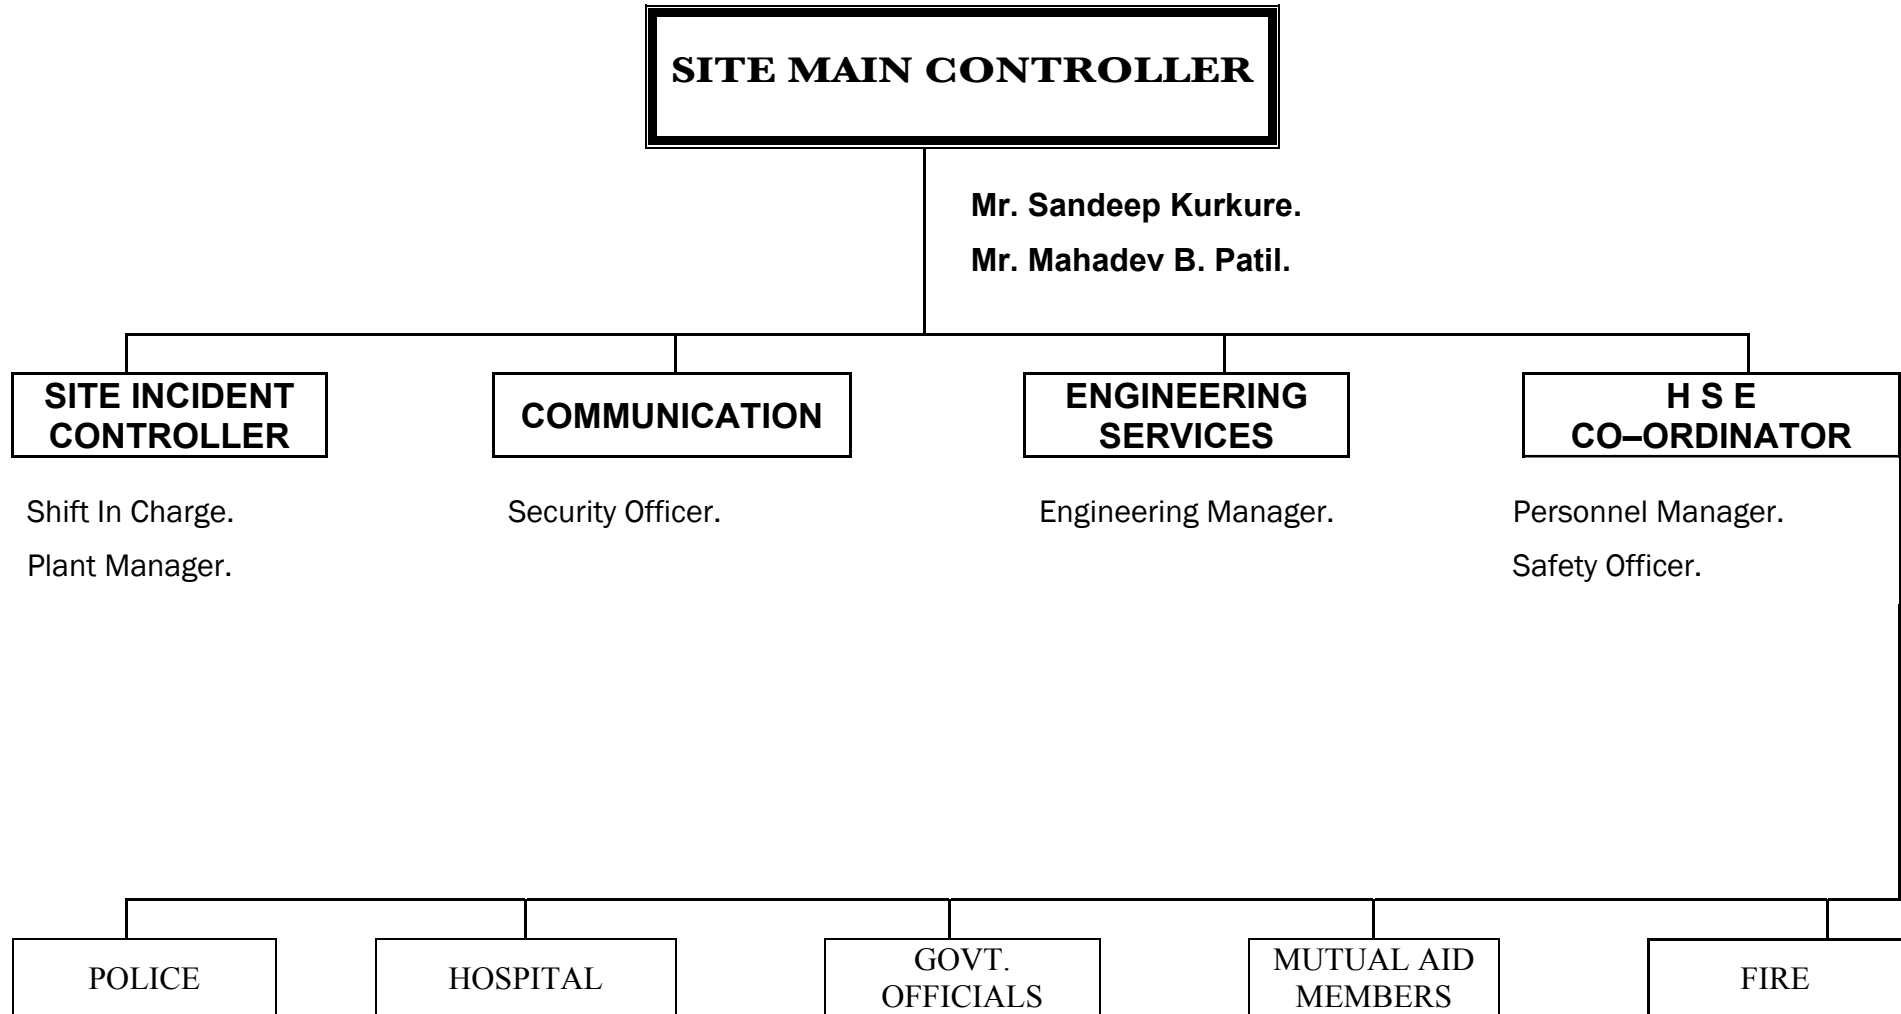 SITE MAIN CONTROLLER
Mr. Sandeep Kurkure.
Mr. Mahadev B. Patil.
SITE INCIDENT
CONTROLLER
COMMUNICATION
ENGINEERING
SERVICES
H S E
CO–ORDINATOR
Shift In Charge.
Plant Manager.
Security Officer.
Engineering Manager.
Personnel Manager.
Safety Officer.
POLICE
HOSPITAL
GOVT.
OFFICIALS
MUTUAL AID
MEMBERS
FIRE